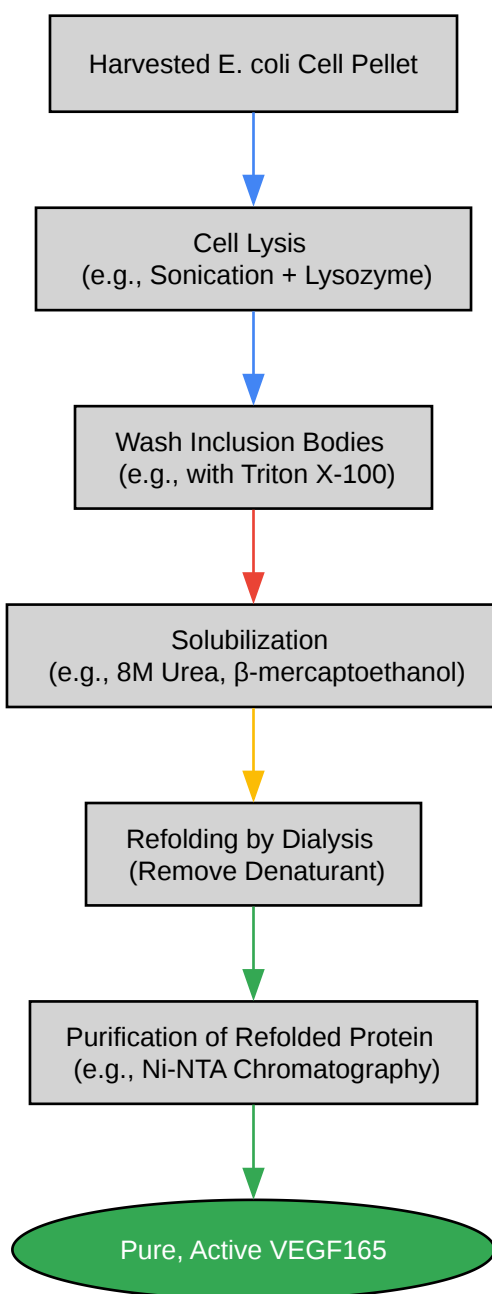 Harvested E. coli Cell Pellet
Cell Lysis
(e.g., Sonication + Lysozyme)
Wash Inclusion Bodies
(e.g., with Triton X-100)
Solubilization
(e.g., 8M Urea, β-mercaptoethanol)
Refolding by Dialysis
(Remove Denaturant)
Purification of Refolded Protein
(e.g., Ni-NTA Chromatography)
Pure, Active VEGF165